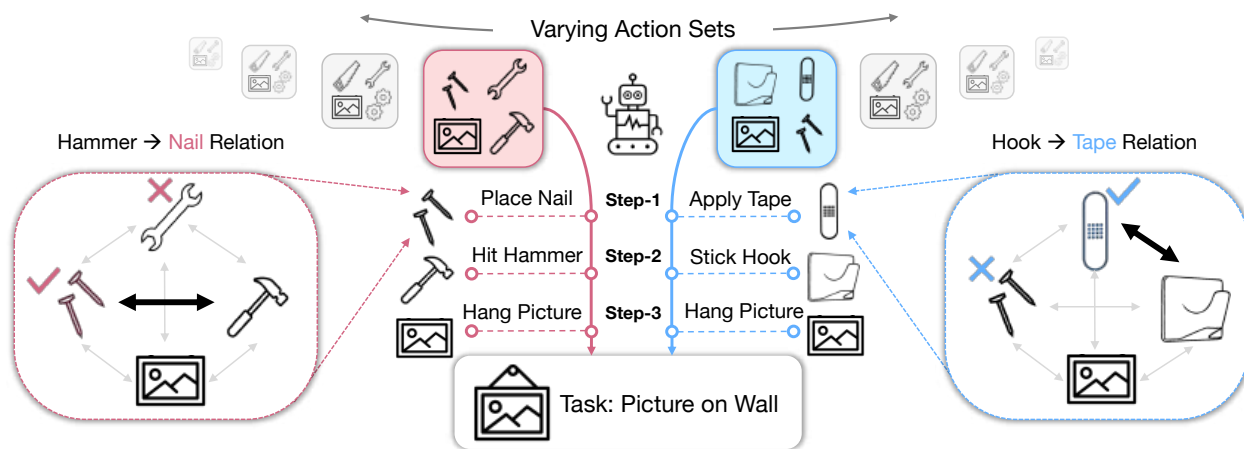 Varying Action Sets
Hammer → Nail Relation
Hook → Tape Relation
Place Nail
Step-1
Apply Tape
Hit Hammer
Step-2
Stick Hook
Hang Picture
Step-3
Hang Picture
Task: Picture on Wall